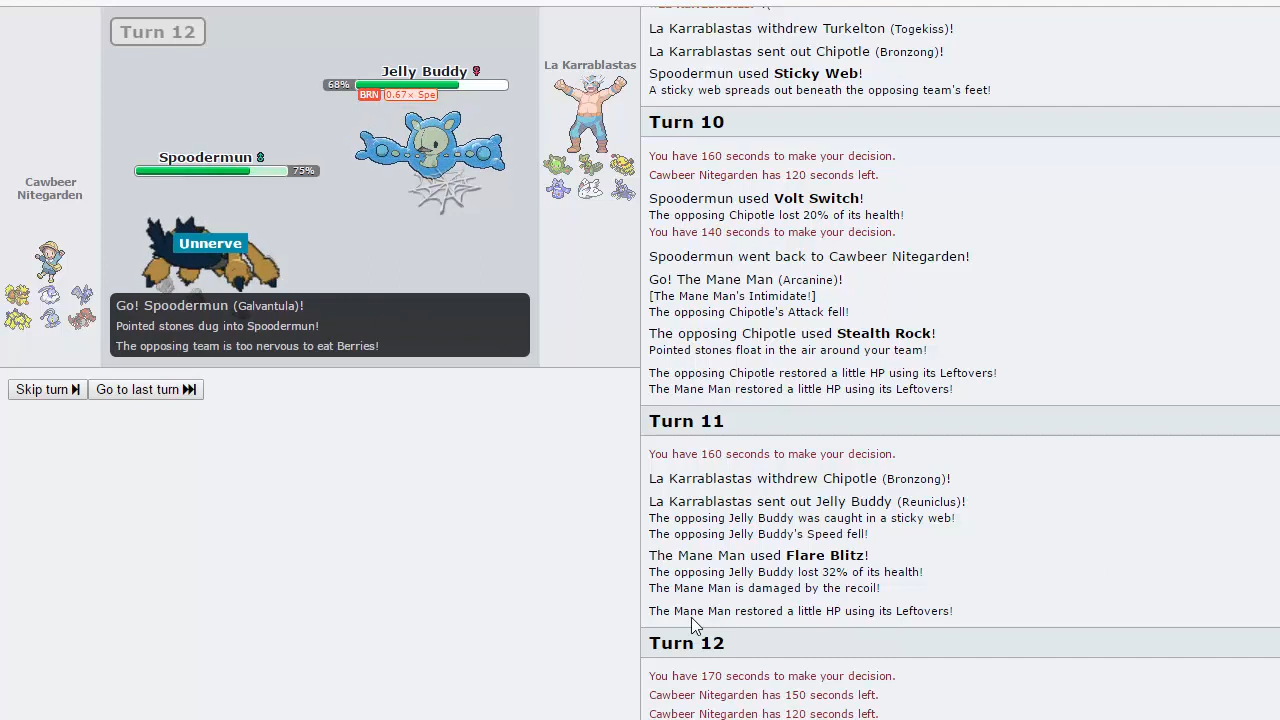 Turn 12
Jelly Buddy
68%
BRN 0.67× Spe
Spoodermun
75%
Unnerve
Go! Spoodermun (Galvantula)!
Pointed stones dug into Spoodermun!
The opposing team is too nervous to eat Berries!
Cawbeer
Nitegarden
La Karrablastas
Skip turn
Go to last turn
La Karrablastas withdrew Turkelton (Togekiss)!
La Karrablastas sent out Chipotle (Bronzong)!
Spoodermun used Sticky Web!
A sticky web spreads out beneath the opposing team's feet!
Turn 10
You have 160 seconds to make your decision.
Cawbeer Nitegarden has 120 seconds left.
Spoodermun used Volt Switch!
The opposing Chipotle lost 20% of its health!
You have 140 seconds to make your decision.
Spoodermun went back to Cawbeer Nitegarden!
Go! The Mane Man (Arcanine)!
[The Mane Man's Intimidate!]
The opposing Chipotle's Attack fell!
The opposing Chipotle used Stealth Rock!
Pointed stones float in the air around your team!
The opposing Chipotle restored a little HP using its Leftovers!
The Mane Man restored a little HP using its Leftovers!
Turn 11
You have 160 seconds to make your decision.
La Karrablastas withdrew Chipotle (Bronzong)!
La Karrablastas sent out Jelly Buddy (Reuniclus)!
The opposing Jelly Buddy was caught in a sticky web!
The opposing Jelly Buddy's Speed fell!
The Mane Man used Flare Blitz!
The opposing Jelly Buddy lost 32% of its health!
The Mane Man is damaged by the recoil!
The Mane Man restored a little HP using its Leftovers!
Turn 12
You have 170 seconds to make your decision.
Cawbeer Nitegarden has 150 seconds left.
Cawbeer Nitegarden has 120 seconds left.